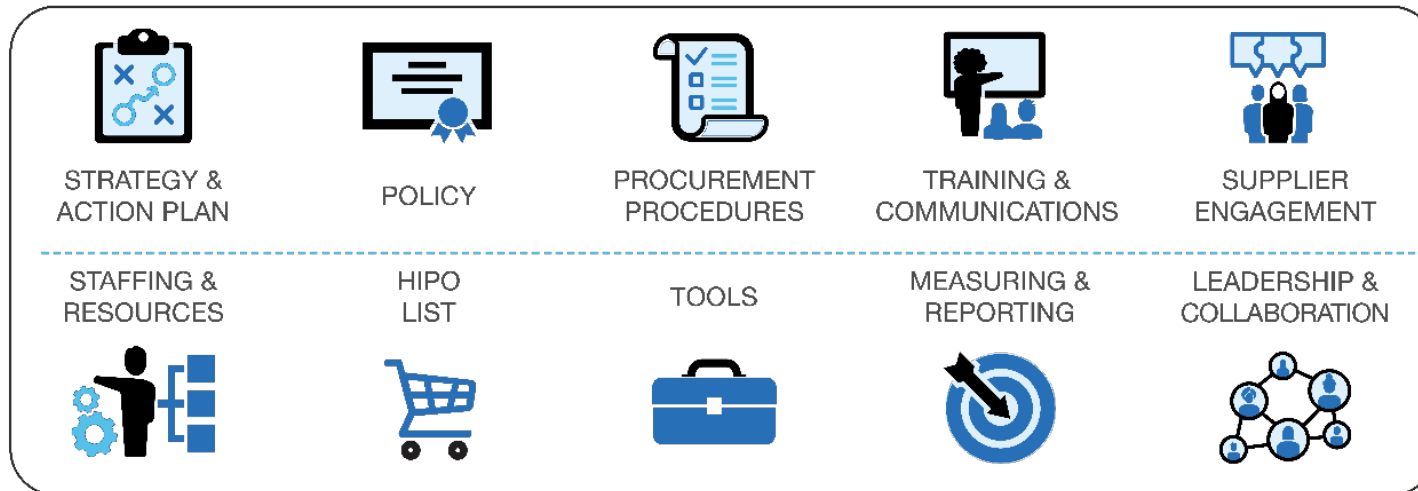 STRATEGY &
ACTION PLAN
POLICY
PROCUREMENT
PROCEDURES
TRAINING &
COMMUNICATIONS
SUPPLIER
ENGAGEMENT
STAFFING &
RESOURCES
HIPO
LIST
TOOLS
MEASURING &
REPORTING
LEADERSHIP &
COLLABORATION